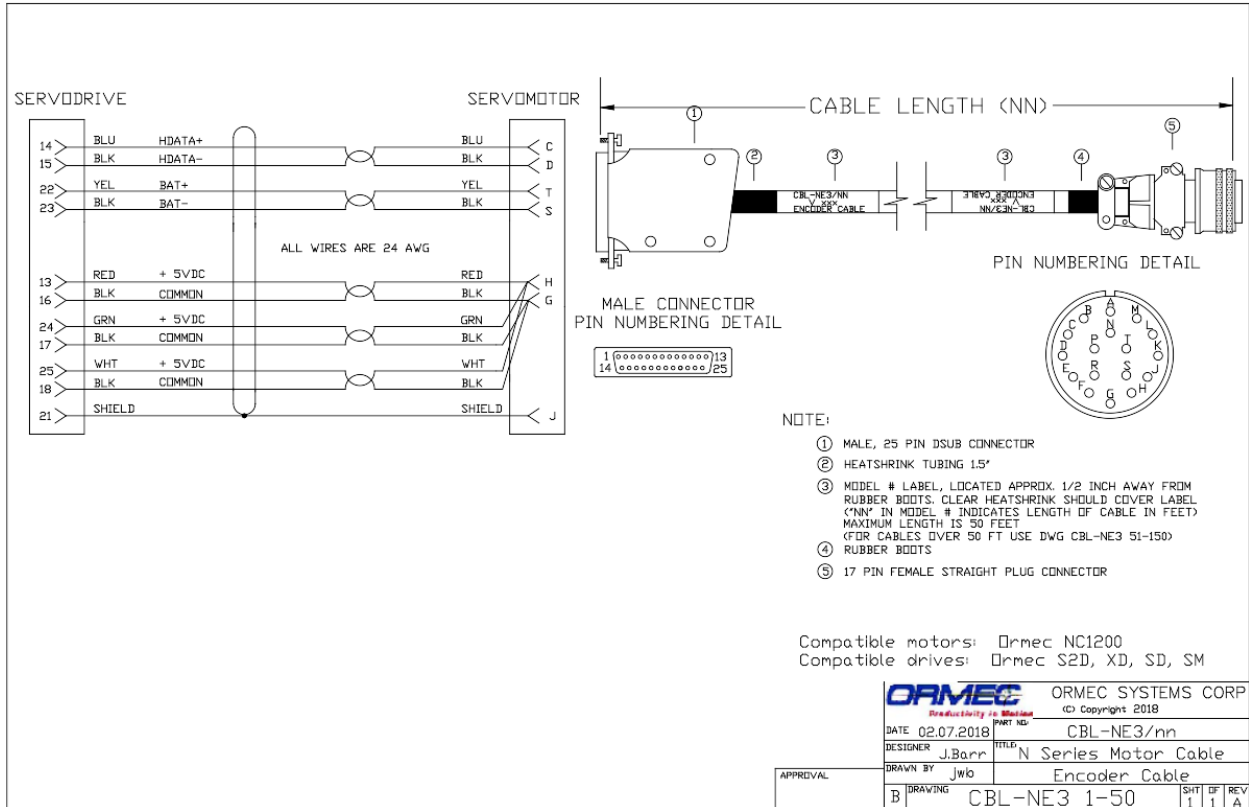 SERVODRIVE
SERVOMOTOR
14 BLU HDATA+ BLU C
15 BLK HDATA- BLK D
22 YEL BAT+ YEL T
23 BLK BAT- BLK S
ALL WIRES ARE 24 AWG
13 RED + 5VDC RED H
16 BLK COMMON BLK G
24 GRN + 5VDC GRN
17 BLK COMMON BLK
25 WHT + 5VDC WHT
18 BLK COMMON BLK
21 SHIELD SHIELD J
CABLE LENGTH (NN)
1
2
3
3
4
5
CBL-NE3/NN
V xxx
ENCODER CABLE
CBL-NE3/NN
V xxx
ENCODER CABLE
MALE CONNECTOR
PIN NUMBERING DETAIL
1 13
14 25
PIN NUMBERING DETAIL
A
B M
C N L
D P T K
E R S J
F G H
NOTE:
1 MALE, 25 PIN DSUB CONNECTOR
2 HEATSHRINK TUBING 1.5"
3 MODEL # LABEL, LOCATED APPROX. 1/2 INCH AWAY FROM
RUBBER BOOTS. CLEAR HEATSHRINK SHOULD COVER LABEL
("NN" IN MODEL # INDICATES LENGTH OF CABLE IN FEET)
MAXIMUM LENGTH IS 50 FEET
(FOR CABLES OVER 50 FT USE DWG CBL-NE3 51-150)
4 RUBBER BOOTS
5 17 PIN FEMALE STRAIGHT PLUG CONNECTOR
Compatible motors: Ormec NC1200
Compatible drives: Ormec S2D, XD, SD, SM
ORMEC
Productivity in Motion
ORMEC SYSTEMS CORP
(C) Copyright 2018
DATE 02.07.2018 PART NO: CBL-NE3/nn
DESIGNER J.Barr TITLE: N Series Motor Cable
DRAWN BY Jwb Encoder Cable
APPROVAL
B DRAWING CBL-NE3 1-50 SHT 1 OF 1 REV A